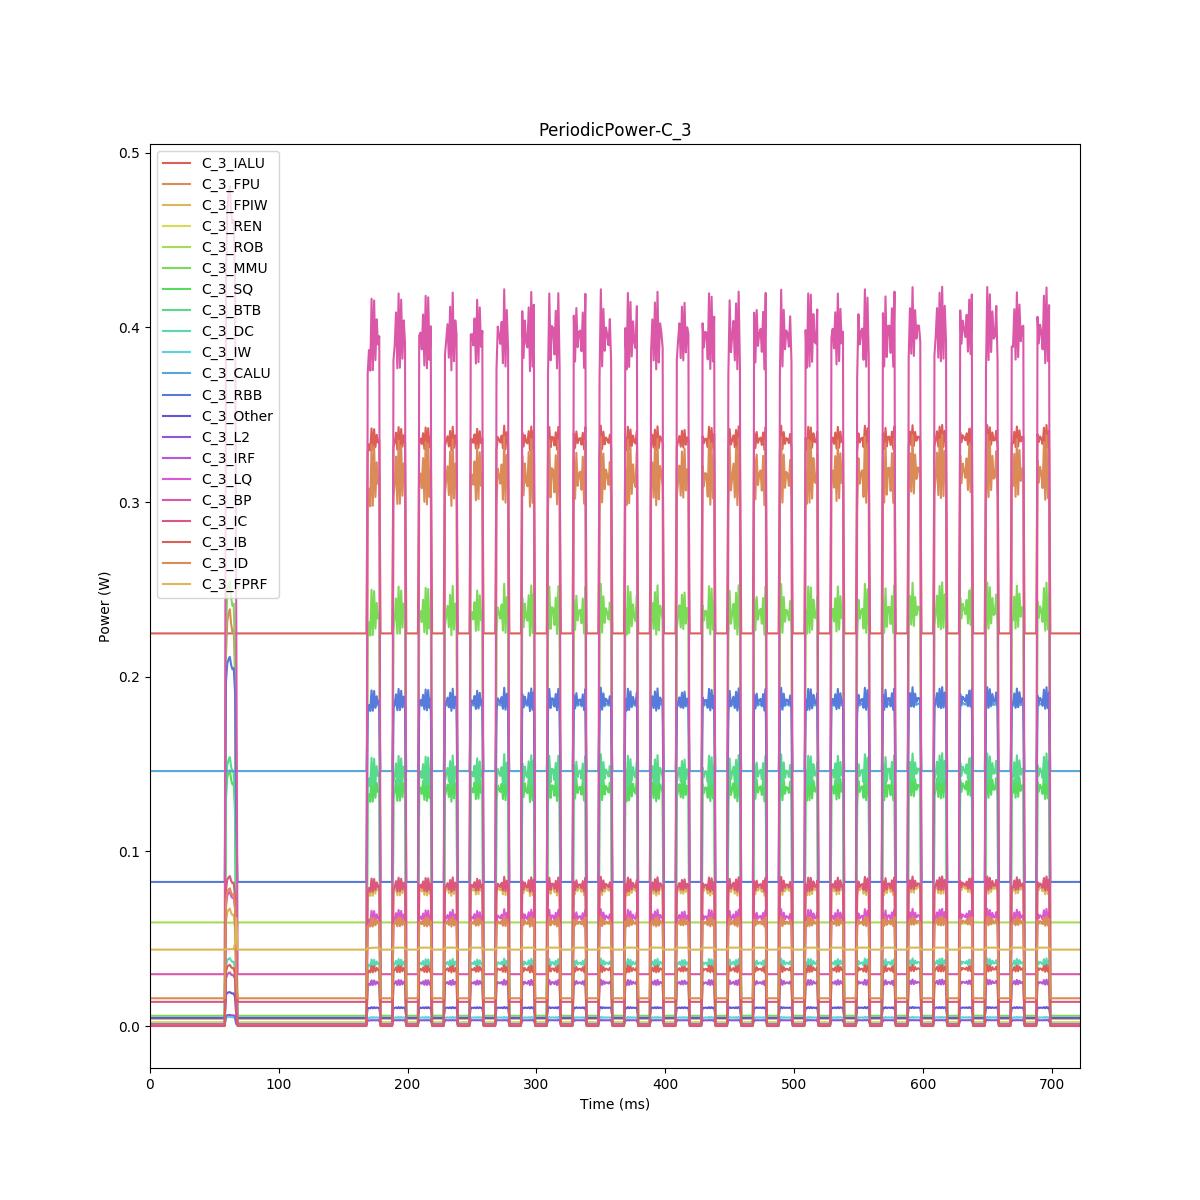 PeriodicPower-C_3
0.5
0.4
0.3
0.2
0.1
0.0
Power (W)
C_3_IALU
C_3_FPU
C_3_FPIW
C_3_REN
C_3_ROB
C_3_MMU
C_3_SQ
C_3_BTB
C_3_DC
C_3_IW
C_3_CALU
C_3_RBB
C_3_Other
C_3_L2
C_3_IRF
C_3_LQ
C_3_BP
C_3_IC
C_3_IB
C_3_ID
C_3_FPRF
0 100 200 300 400 500 600 700
Time (ms)